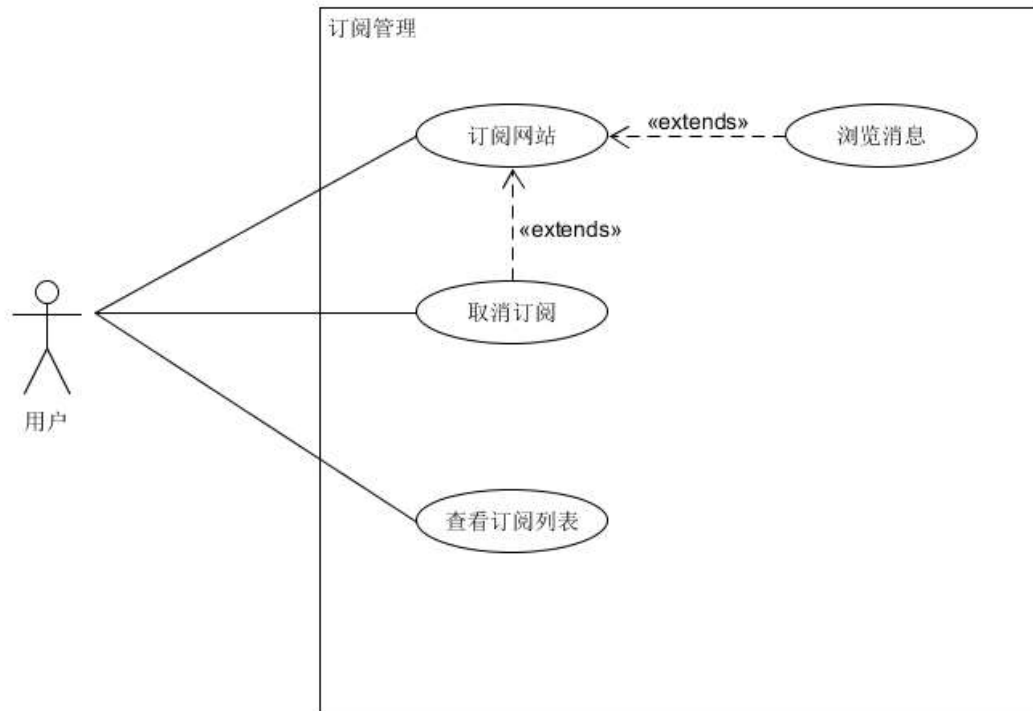 订阅管理
订阅网站
«extends»
浏览消息
«extends»
取消订阅
用户
查看订阅列表